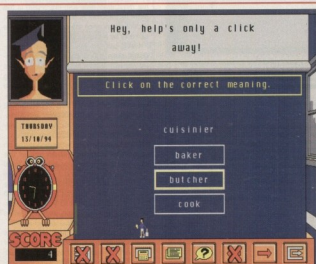 Hey, help's only a click
away!
Click on the correct meaning.
THURSDAY
15/10/94
cuisinier
baker
butcher
cook
SCORE
4